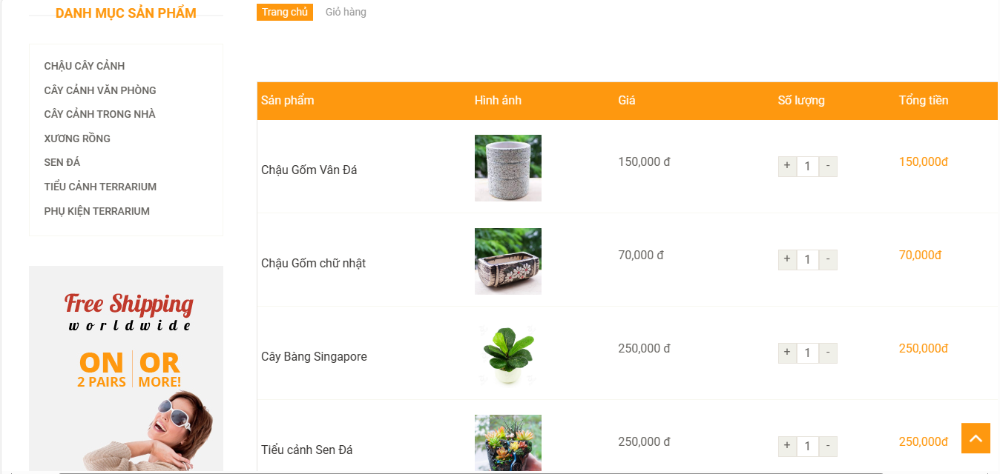 DANH MỤC SẢN PHẨM
CHẬU CÂY CẢNH
CÂY CẢNH VĂN PHÒNG
CÂY CẢNH TRONG NHÀ
XƯƠNG RỒNG
SEN ĐÁ
TIỂU CẢNH TERRARIUM
PHỤ KIỆN TERRARIUM
Free Shipping
worldwide
ON OR
2 PAIRS MORE!
Trang chủ Giỏ hàng
Sản phẩm Hình ảnh Giá Số lượng Tổng tiền
Chậu Gốm Vân Đá 150,000 đ + 1 - 150,000đ
Chậu Gốm chữ nhật 70,000 đ + 1 - 70,000đ
Cây Bàng Singapore 250,000 đ + 1 - 250,000đ
Tiểu cảnh Sen Đá 250,000 đ + 1 - 250,000đ